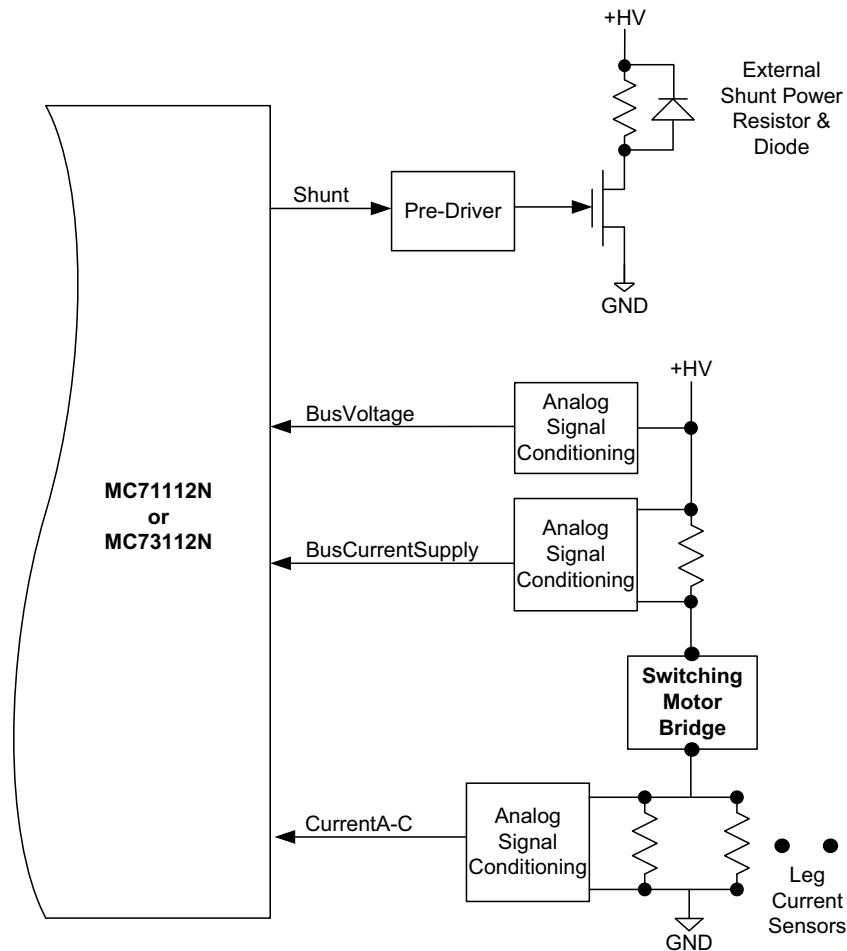 +HV
External
Shunt Power
Resistor &
Diode
Shunt
Pre-Driver
GND
+HV
BusVoltage
Analog
Signal
Conditioning
MC71112N
or
MC73112N
BusCurrentSupply
Analog
Signal
Conditioning
Switching
Motor
Bridge
CurrentA-C
Analog
Signal
Conditioning
Leg
Current
Sensors
GND